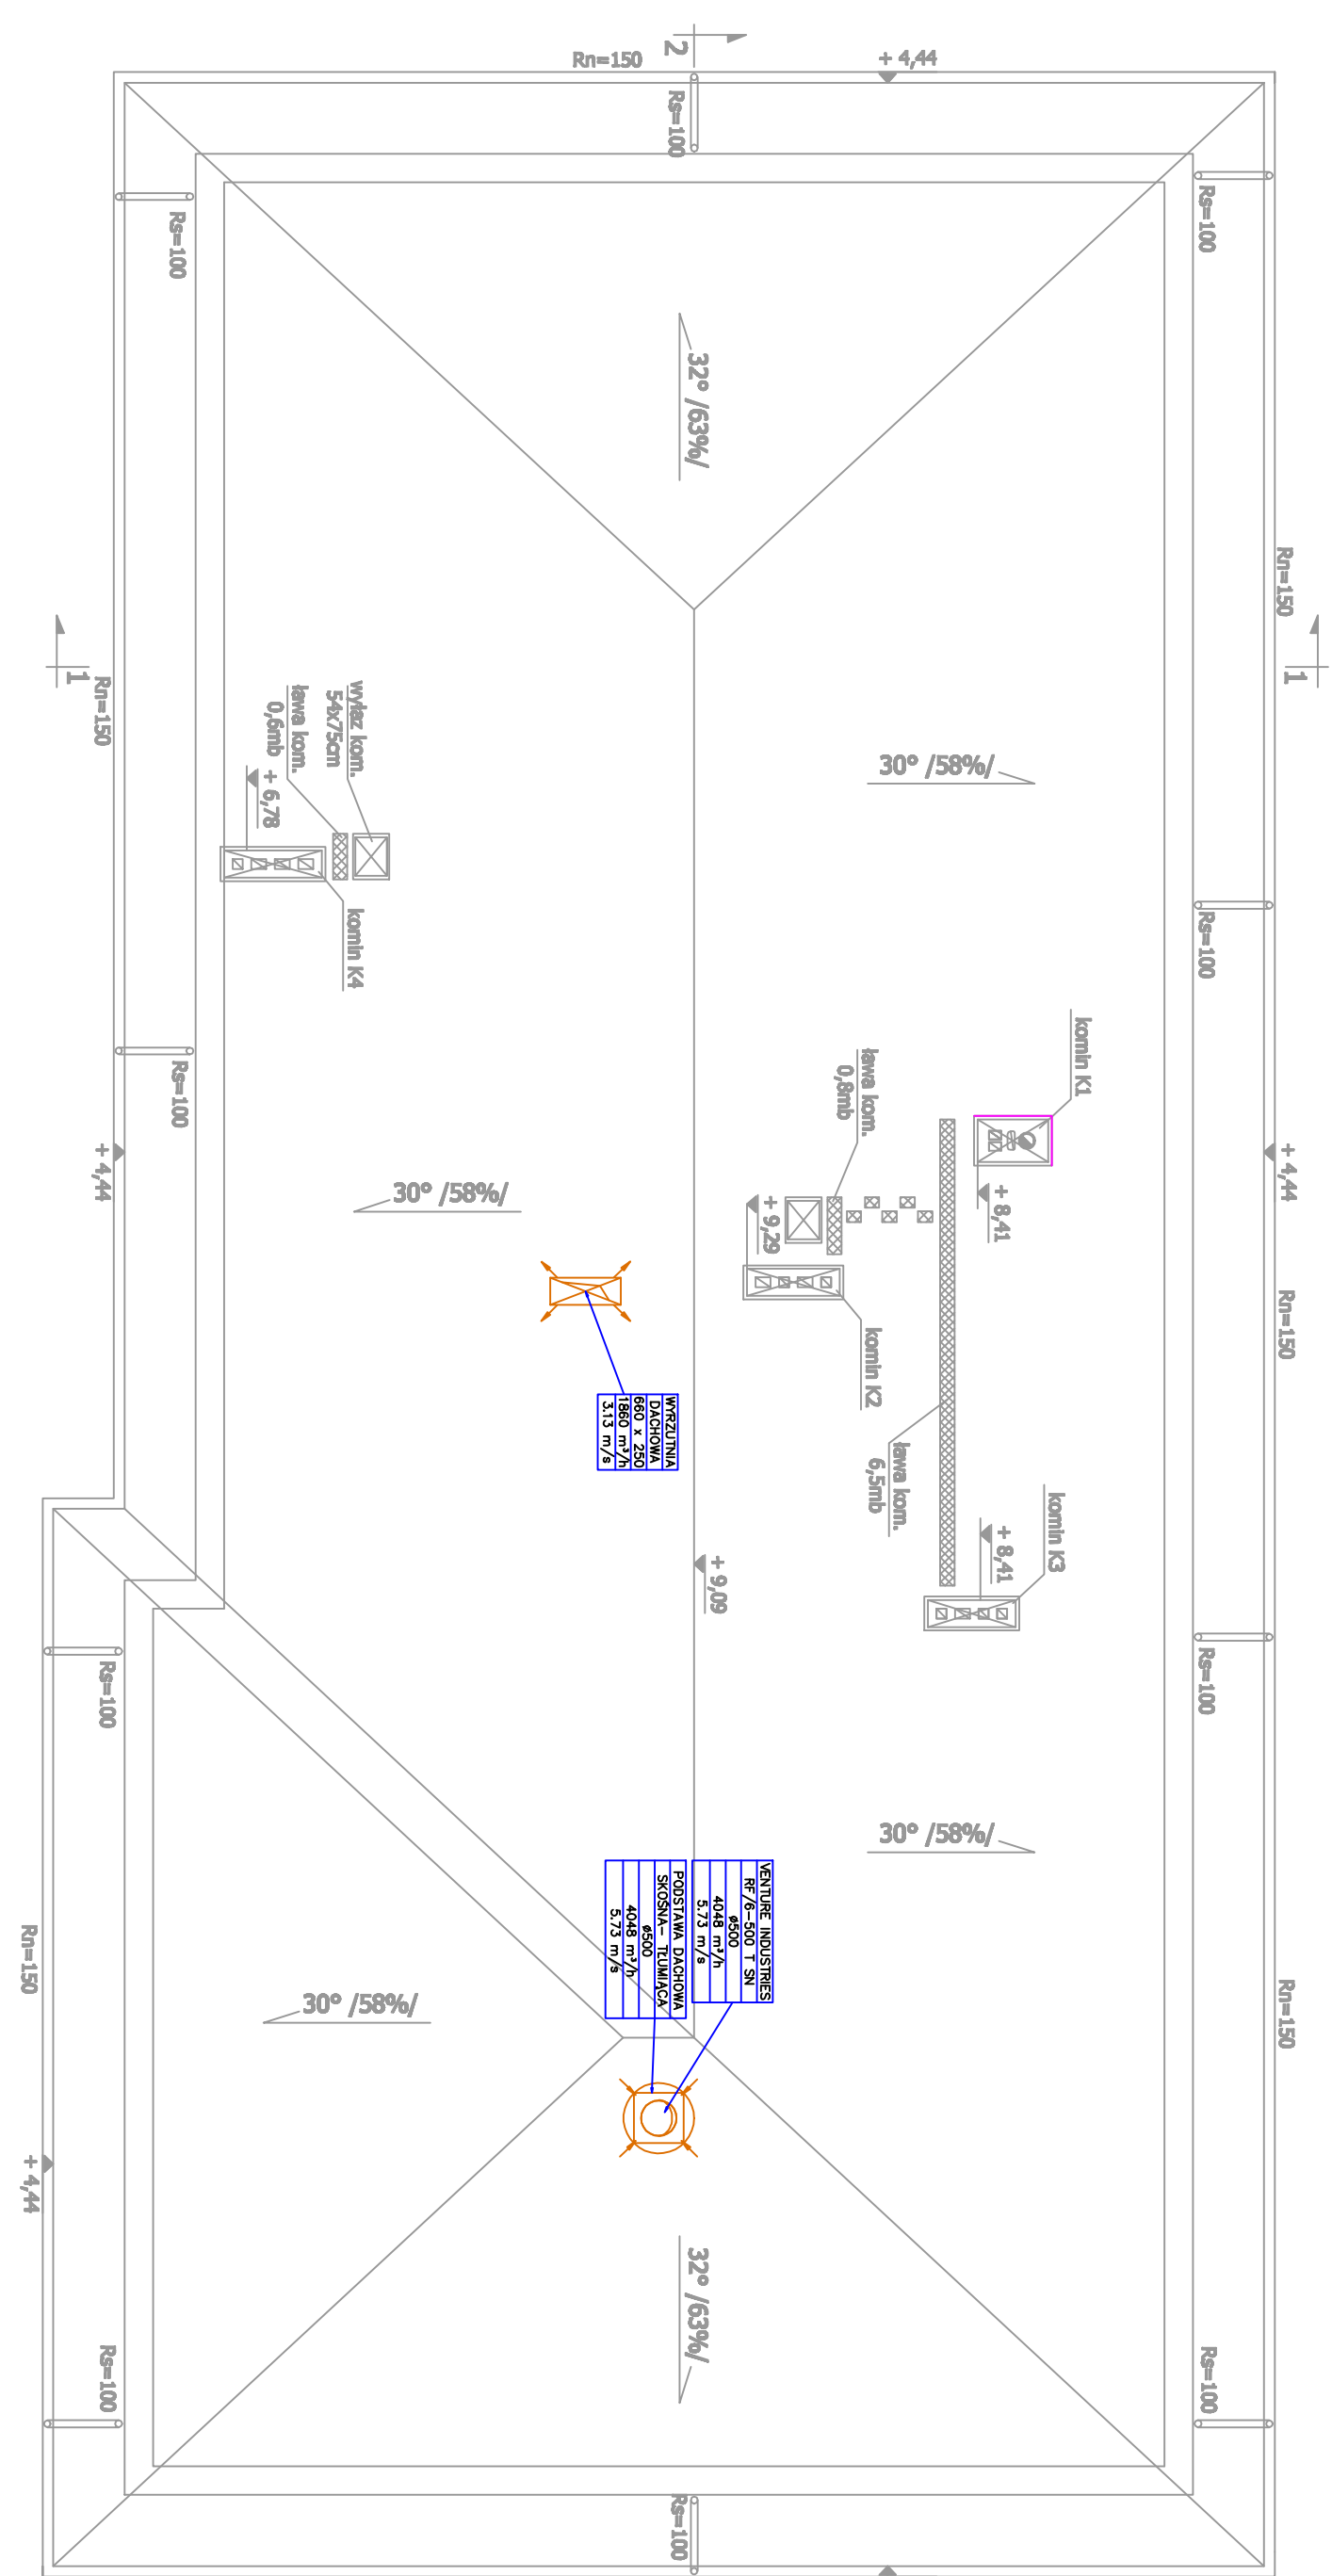 2
Rn=150
+ 4,44
Rs=100
Rs=100
Rs=100
32° /63%/
Rn=150
1
1
Rn=150
wyłaz kom.
54x75cm
ława kom.
0,6mb
+ 6,78
30° /58%/
komin K4
Rs=100
komin K1
ława kom.
0,8mb
Rs=100
+ 4,44
+ 4,44
30° /58%/
+ 8,41
+ 9,29
Rn=150
komin K2
WYRZUTNIA
DACHOWA
660 x 250
1860 m³/h
3.13 m/s
ława kom.
6,5mb
komin K3
+ 8,41
+ 9,09
Rs=100
Rs=100
30° /58%/
VENTURE INDUSTRIES
RF/6-500 T SN
ø500
4048 m³/h
5.73 m/s
PODSTAWA DACHOWA
SKOŚNA- TŁUMIĄCA
ø500
4048 m³/h
5.73 m/s
Rn=150
Rn=150
30° /58%/
+ 4,44
32° /63%/
Rs=100
Rs=100
Rs=100